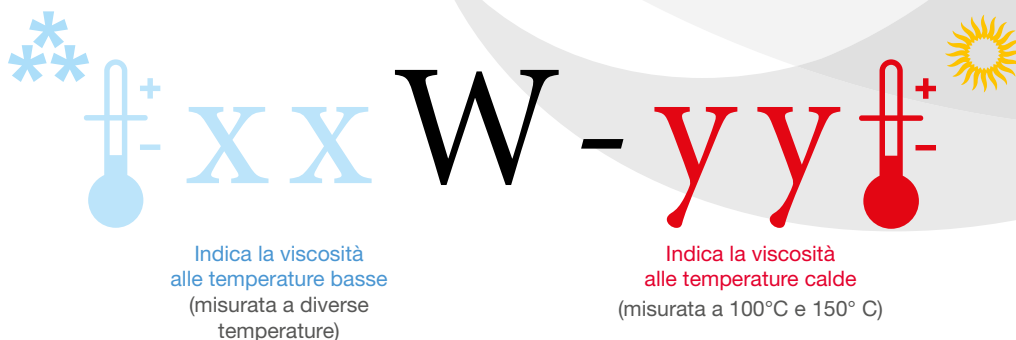 xxW-yy
Indica la viscosità
alle temperature basse
(misurata a diverse
temperature)
Indica la viscosità
alle temperature calde
(misurata a 100°C e 150° C)